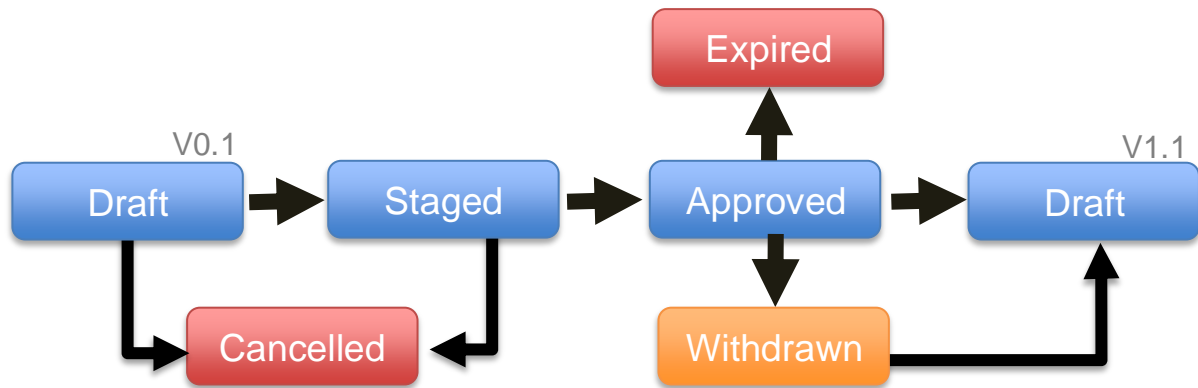 Expired
V0.1
V1.1
Draft
Staged
Approved
Draft
Cancelled
Withdrawn